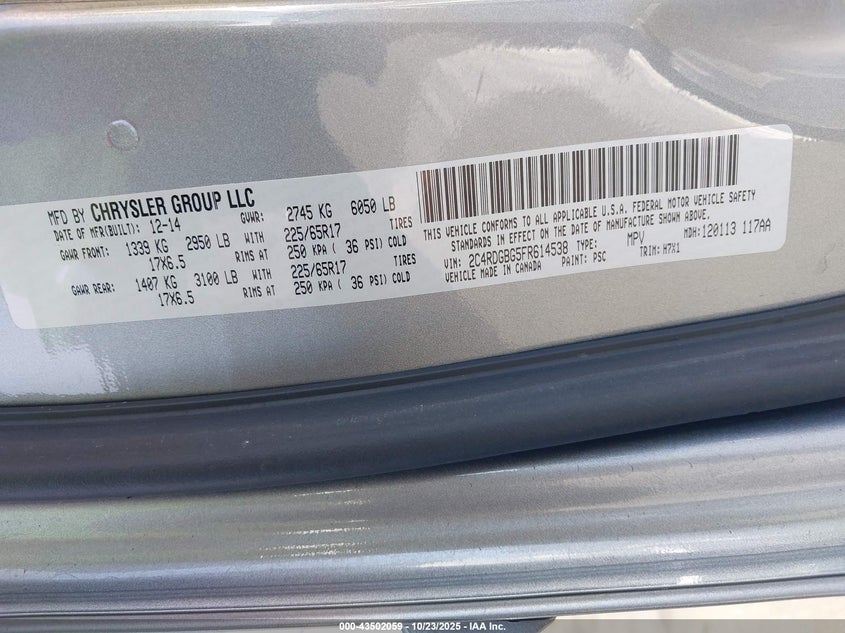 MFD BY CHRYSLER GROUP LLC
DATE OF MFR(BUILT): 12-14 GVWR: 2745 KG 6050 LB
GAWR FRONT: 1339 KG 2950 LB WITH 225/65R17 TIRES
17X6.5 RIMS AT 250 KPA ( 36 PSI) COLD
GAWR REAR: 1407 KG 3100 LB WITH 225/65R17 TIRES
17X6.5 RIMS AT 250 KPA ( 36 PSI) COLD
THIS VEHICLE CONFORMS TO ALL APPLICABLE U.S.A. FEDERAL MOTOR VEHICLE SAFETY
STANDARDS IN EFFECT ON THE DATE OF MANUFACTURE SHOWN ABOVE.
VIN: 2C4RDGBG5FR614538 TYPE: MPV MDH: 120113 117AA
MADE IN CANADA PAINT: PSC TRIM: H7X1
000-43502059 - 10/23/2025 - IAA Inc.